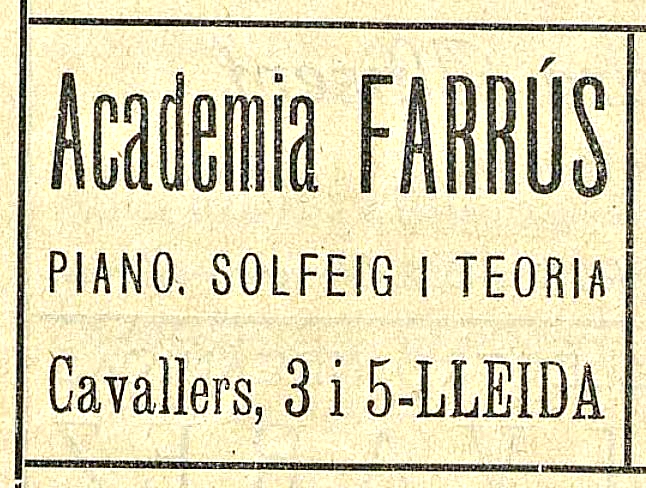 Academia FARRÚS
PIANO. SOLFEIG I TEORIA
Cavallers, 3 i 5-LLEIDA